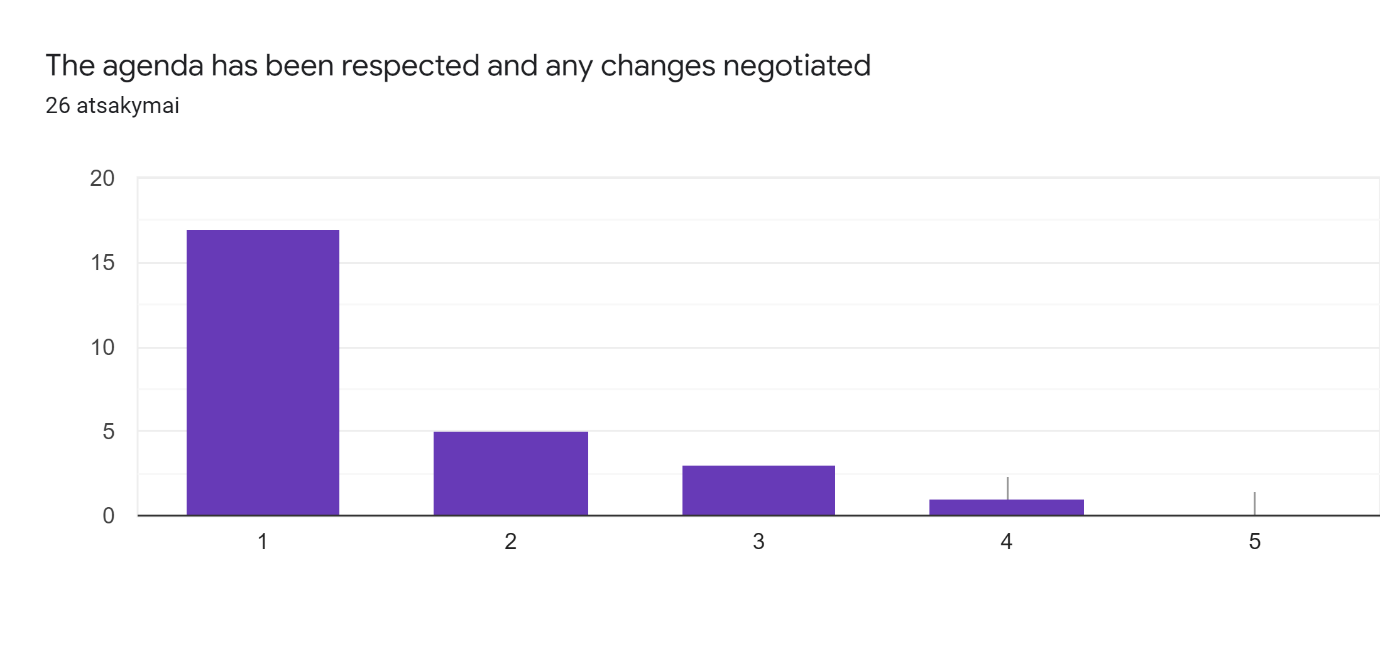 The agenda has been respected and any changes negotiated
26 atsakymai
20
15
10
5
0
1 2 3 4 5